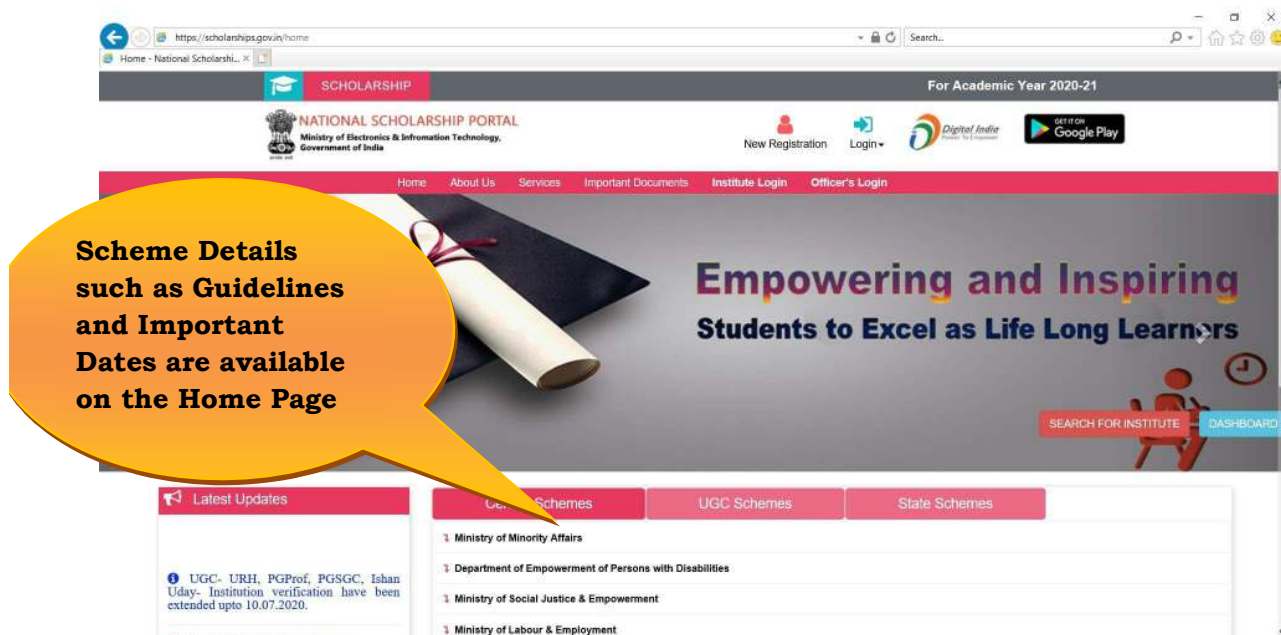 https://scholarships.gov.in/home
Search...
Home - National Scholarshi...
SCHOLARSHIP
For Academic Year 2020-21
NATIONAL SCHOLARSHIP PORTAL
Ministry of Electronics & Infromation Technology,
Government of India
New Registration
Login
Digital India
Power To Empower
GET IT ON
Google Play
Home About Us Services Important Documents Institute Login Officer's Login
Scheme Details
such as Guidelines
and Important
Dates are available
on the Home Page
Empowering and Inspiring
Students to Excel as Life Long Learners
SEARCH FOR INSTITUTE
DASHBOARD
Latest Updates
UGC- URH, PGProf, PGSGC, Ishan
Uday- Institution verification have been
extended upto 10.07.2020.
Schemes
UGC Schemes
State Schemes
Ministry of Minority Affairs
Department of Empowerment of Persons with Disabilities
Ministry of Social Justice & Empowerment
Ministry of Labour & Employment